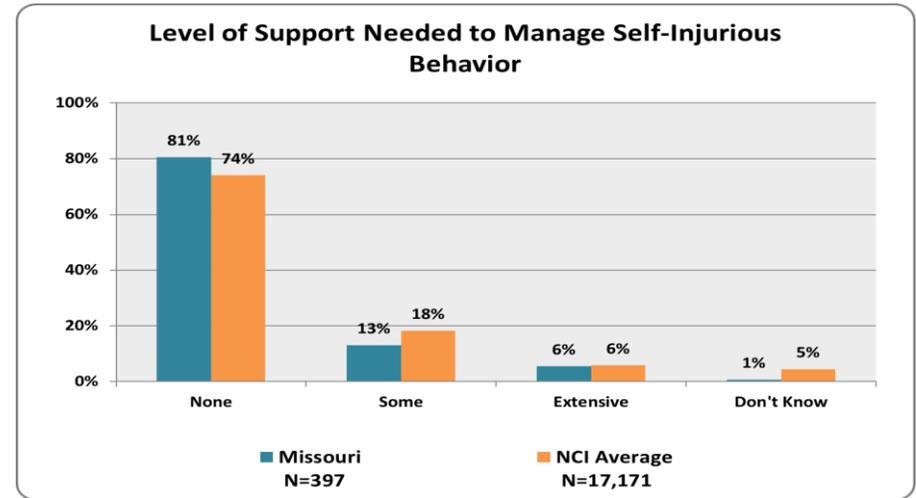 Level of Support Needed to Manage Self-Injurious
Behavior
100%
80%
60%
40%
20%
0%
81%
74%
13%
18%
6%
6%
1%
5%
None
Some
Extensive
Don't Know
Missouri
N=397
NCI Average
N=17,171